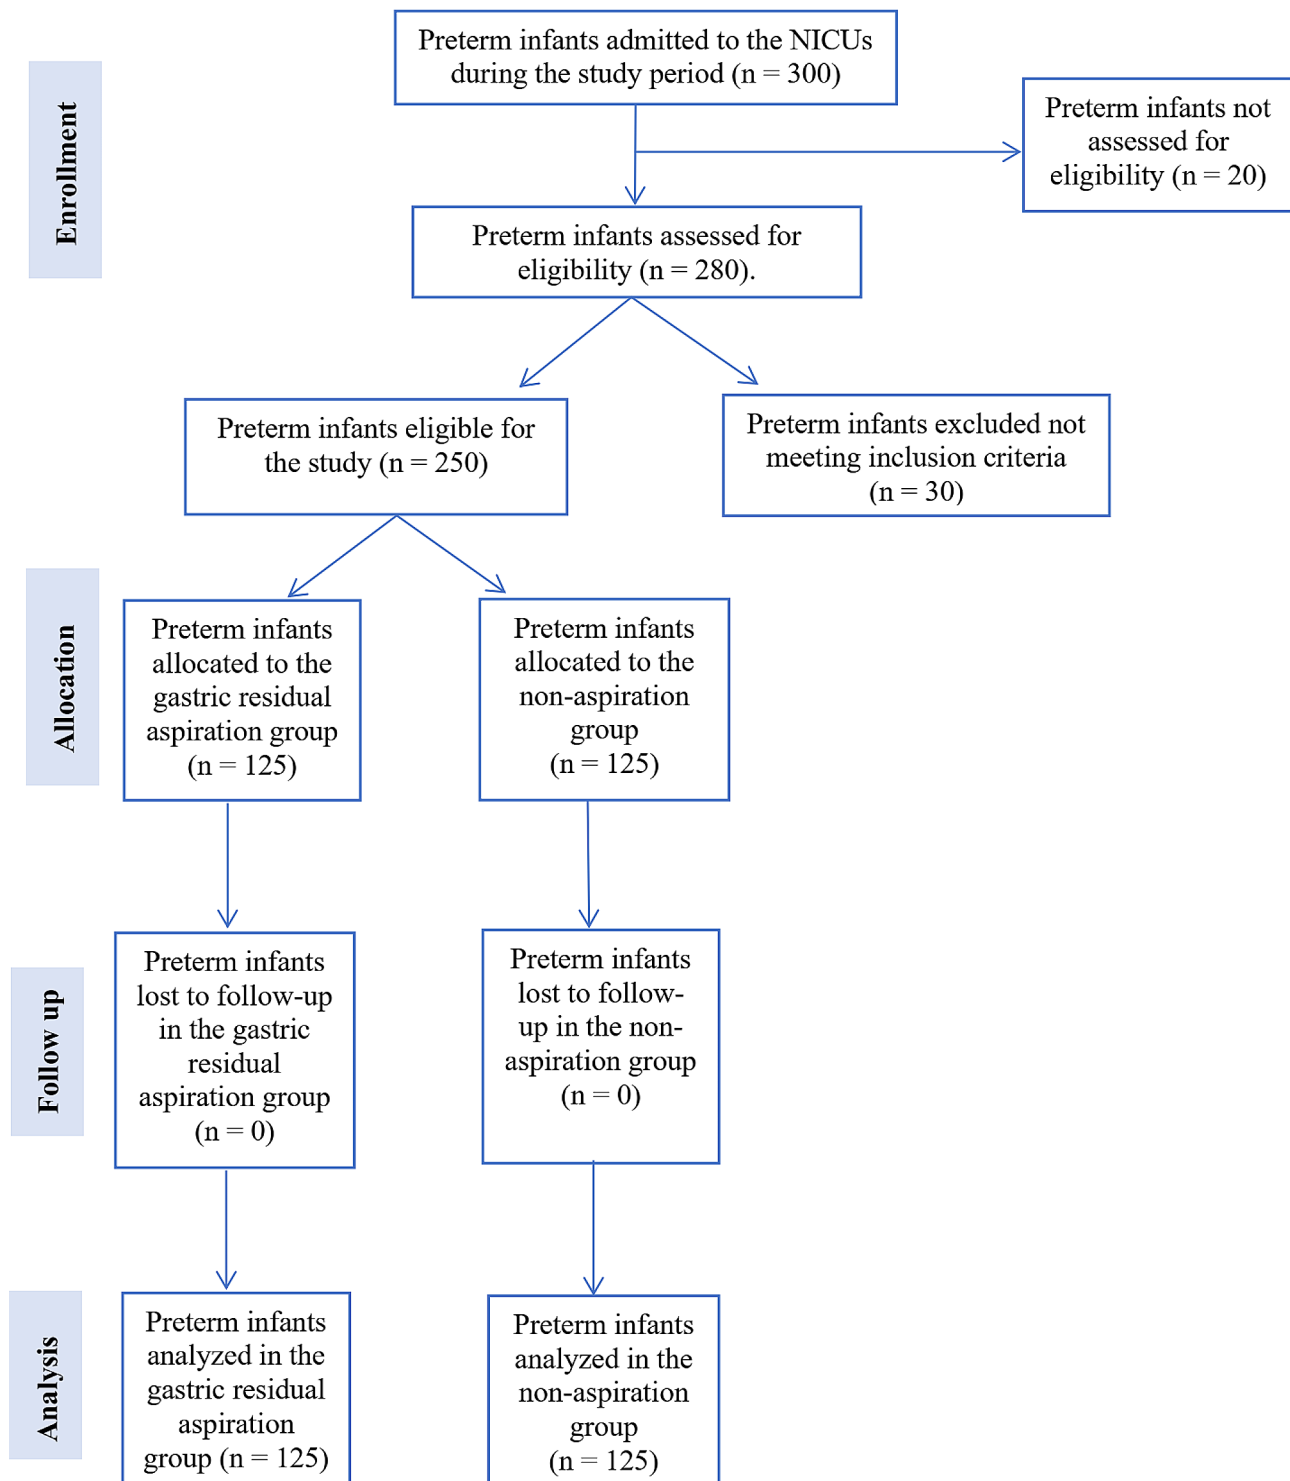 Preterm infants admitted to the NICUs
during the study period (n = 300)
Enrollment
Preterm infants not
assessed for
eligibility (n = 20)
Preterm infants assessed for
eligibility (n = 280).
Preterm infants eligible for
the study (n = 250)
Preterm infants excluded not
meeting inclusion criteria
(n = 30)
Allocation
Preterm infants
allocated to the
gastric residual
aspiration group
(n = 125)
Preterm infants
allocated to the
non-aspiration
group
(n = 125)
Follow up
Preterm infants
lost to follow-up
in the gastric
residual
aspiration group
(n = 0)
Preterm infants
lost to follow-
up in the non-
aspiration group
(n = 0)
Analysis
Preterm infants
analyzed in the
gastric residual
aspiration
group (n = 125)
Preterm infants
analyzed in the
non-aspiration
group
(n = 125)